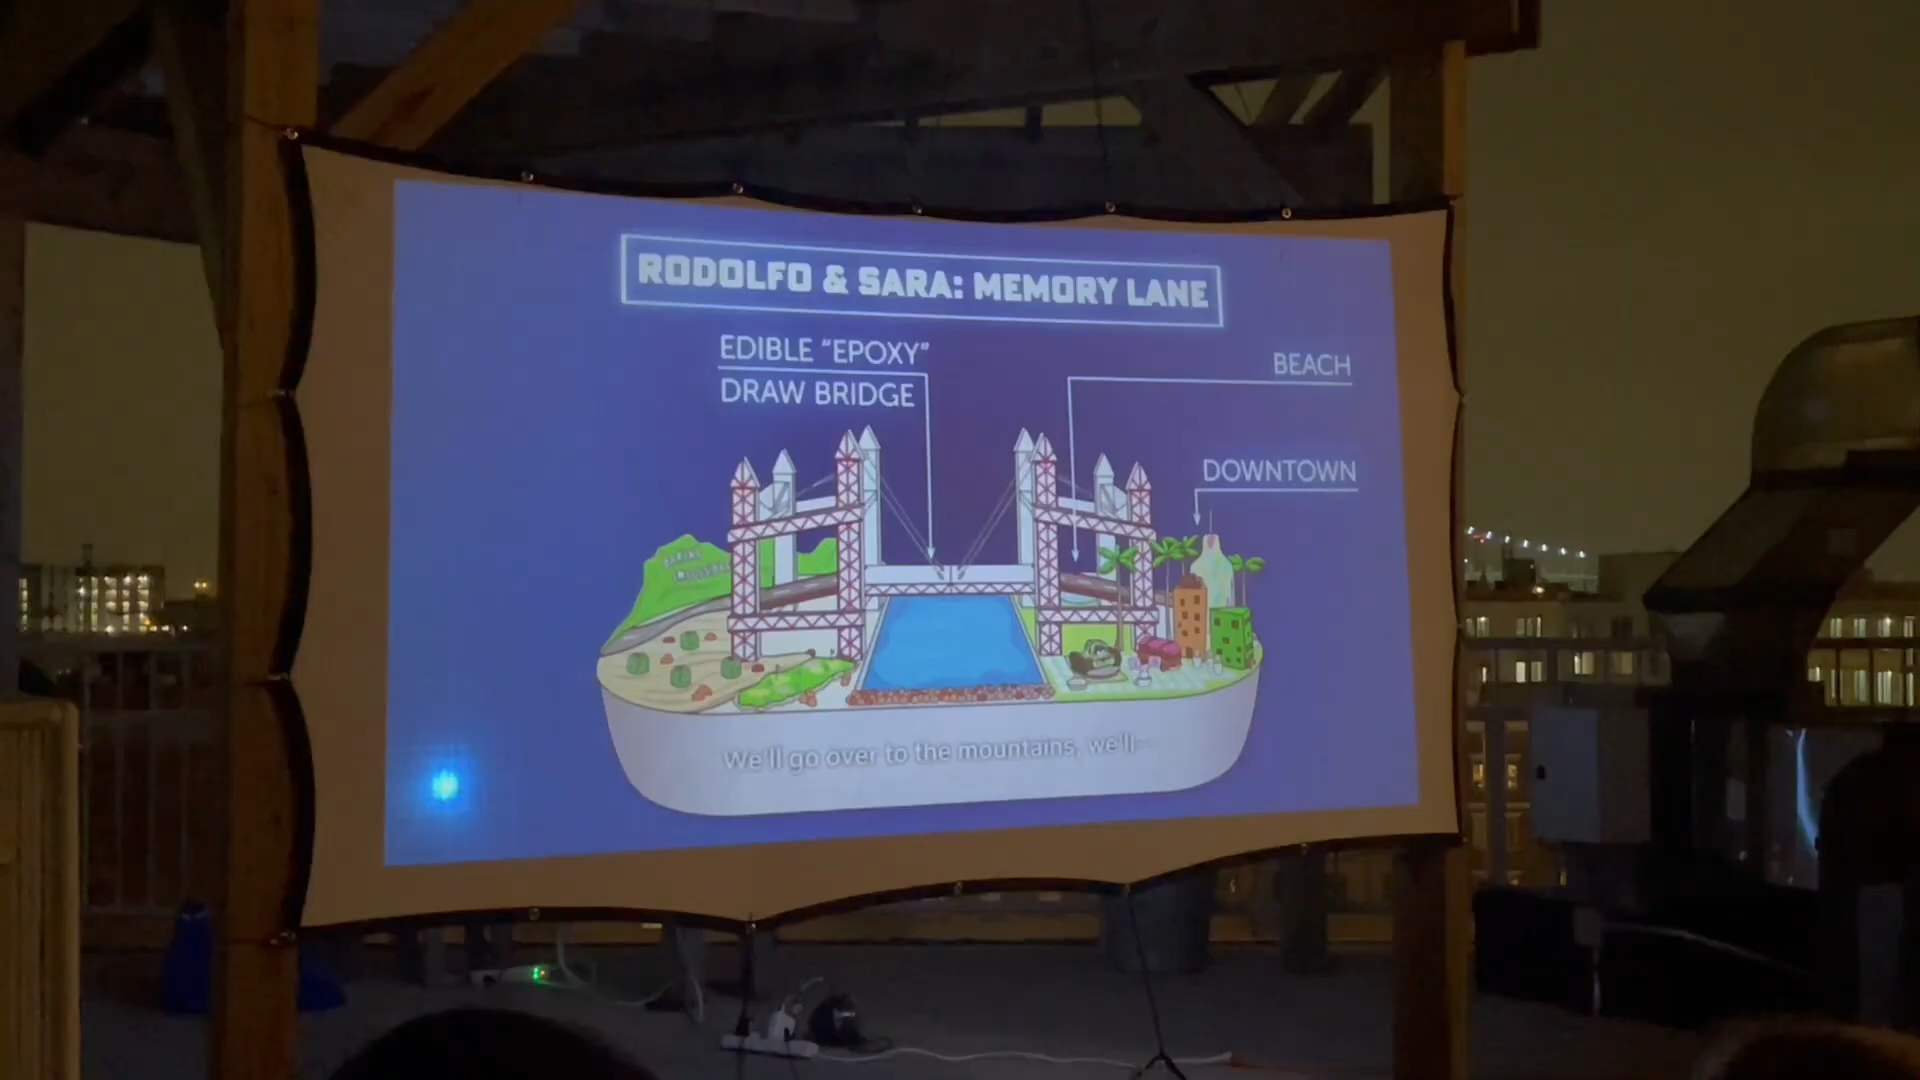 RODOLFO & SARA: MEMORY LANE
EDIBLE “EPOXY”
DRAW BRIDGE
BEACH
DOWNTOWN
We'll go over to the mountains, we'll--